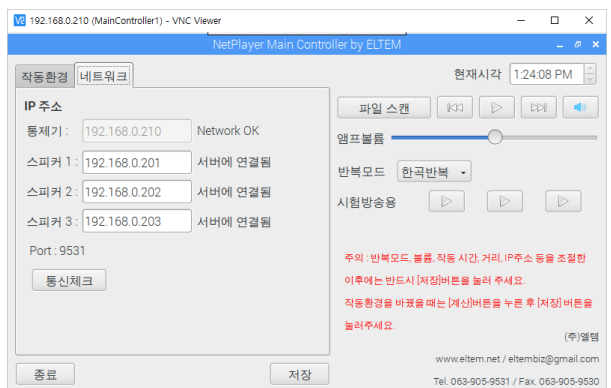 192.168.0.210 (MainController1) - VNC Viewer
NetPlayer Main Controller by ELTEM
작동환경 네트워크
IP 주소
통제기 : 192.168.0.210 Network OK
스피커 1 : 192.168.0.201 서버에 연결됨
스피커 2 : 192.168.0.202 서버에 연결됨
스피커 3 : 192.168.0.203 서버에 연결됨
Port : 9531
통신체크
종료 저장
현재시각 1:24:08 PM
파일 스캔
앰프볼륨
반복모드 한곡반복
시험방송용
주의 : 반복모드, 볼륨, 작동 시간, 거리, IP주소 등을 조절한
이후에는 반드시 [저장]버튼을 눌러 주세요.
작동환경을 바꿨을 때는 [계산]버튼을 누른 후 [저장] 버튼을
눌러주세요.
(주)엘템
www.eltem.net / eltembiz@gmail.com
Tel. 063-905-9531 / Fax. 063-905-9530